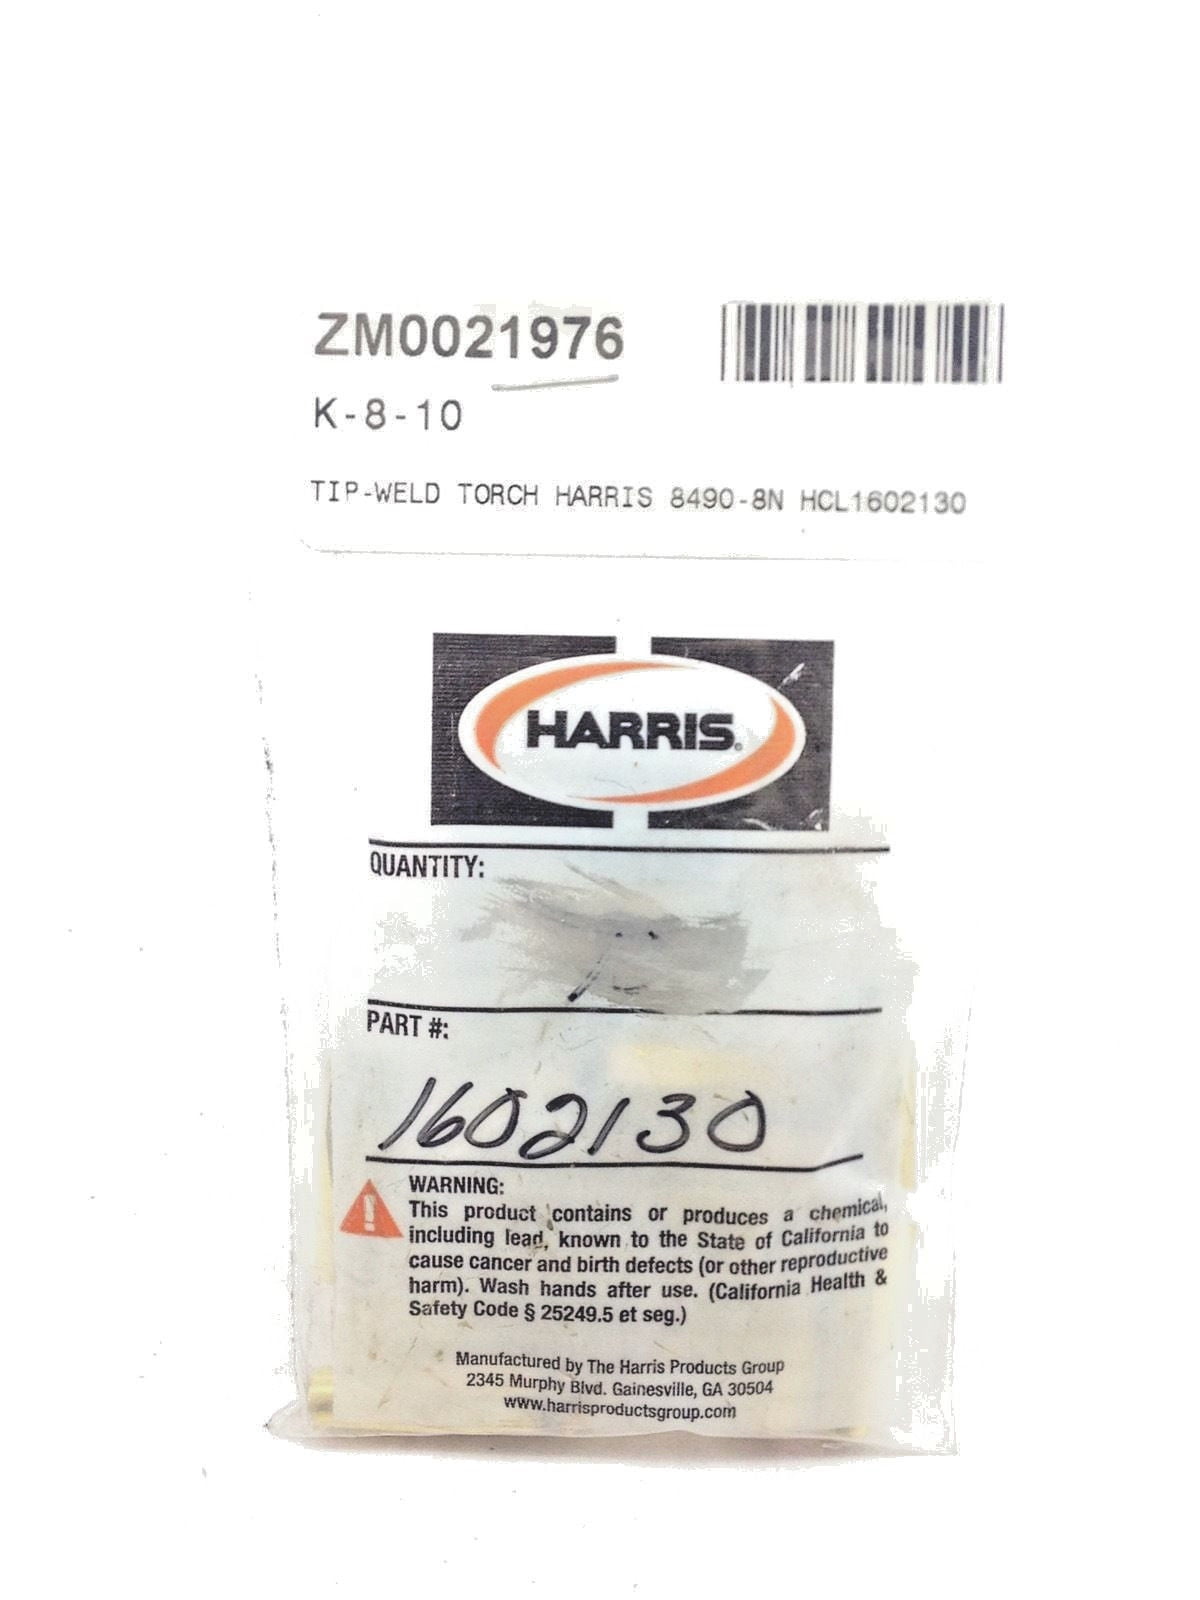 ZM0021976
K-8-10
TIP-WELD TORCH HARRIS 8490-8N HCL1602130
HARRIS®
QUANTITY:
PART #:
1602130
WARNING:
This product contains or produces a chemical,
including lead, known to the State of California to
cause cancer and birth defects (or other reproductive
harm). Wash hands after use. (California Health &
Safety Code § 25249.5 et seg.)
Manufactured by The Harris Products Group
2345 Murphy Blvd. Gainesville, GA 30504
www.harrisproductsgroup.com